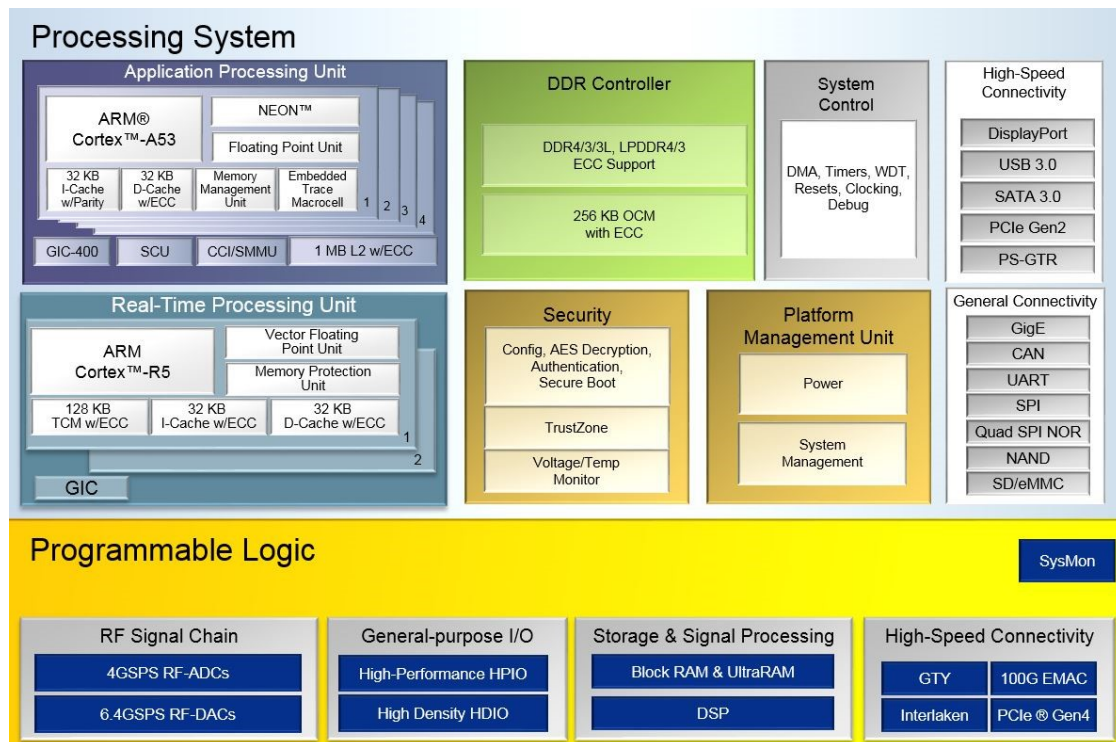 Processing System
Application Processing Unit
ARM®
Cortex™-A53
NEON™
Floating Point Unit
32 KB
I-Cache
w/Parity
32 KB
D-Cache
w/ECC
Memory
Management
Unit
Embedded
Trace
Macrocell
1
2
3
4
GIC-400
SCU
CCI/SMMU
1 MB L2 w/ECC
DDR Controller
DDR4/3/3L, LPDDR4/3
ECC Support
256 KB OCM
with ECC
System
Control
DMA, Timers, WDT,
Resets, Clocking,
Debug
High-Speed
Connectivity
DisplayPort
USB 3.0
SATA 3.0
PCIe Gen2
PS-GTR
Real-Time Processing Unit
ARM
Cortex™-R5
Vector Floating
Point Unit
Memory Protection
Unit
128 KB
TCM w/ECC
32 KB
I-Cache w/ECC
32 KB
D-Cache w/ECC
1
2
GIC
Security
Config, AES Decryption,
Authentication,
Secure Boot
TrustZone
Voltage/Temp
Monitor
Platform
Management Unit
Power
System
Management
General Connectivity
GigE
CAN
UART
SPI
Quad SPI NOR
NAND
SD/eMMC
Programmable Logic
SysMon
RF Signal Chain
4GSPS RF-ADCs
6.4GSPS RF-DACs
General-purpose I/O
High-Performance HPIO
High Density HDIO
Storage & Signal Processing
Block RAM & UltraRAM
DSP
High-Speed Connectivity
GTY
100G EMAC
Interlaken
PCIe ® Gen4